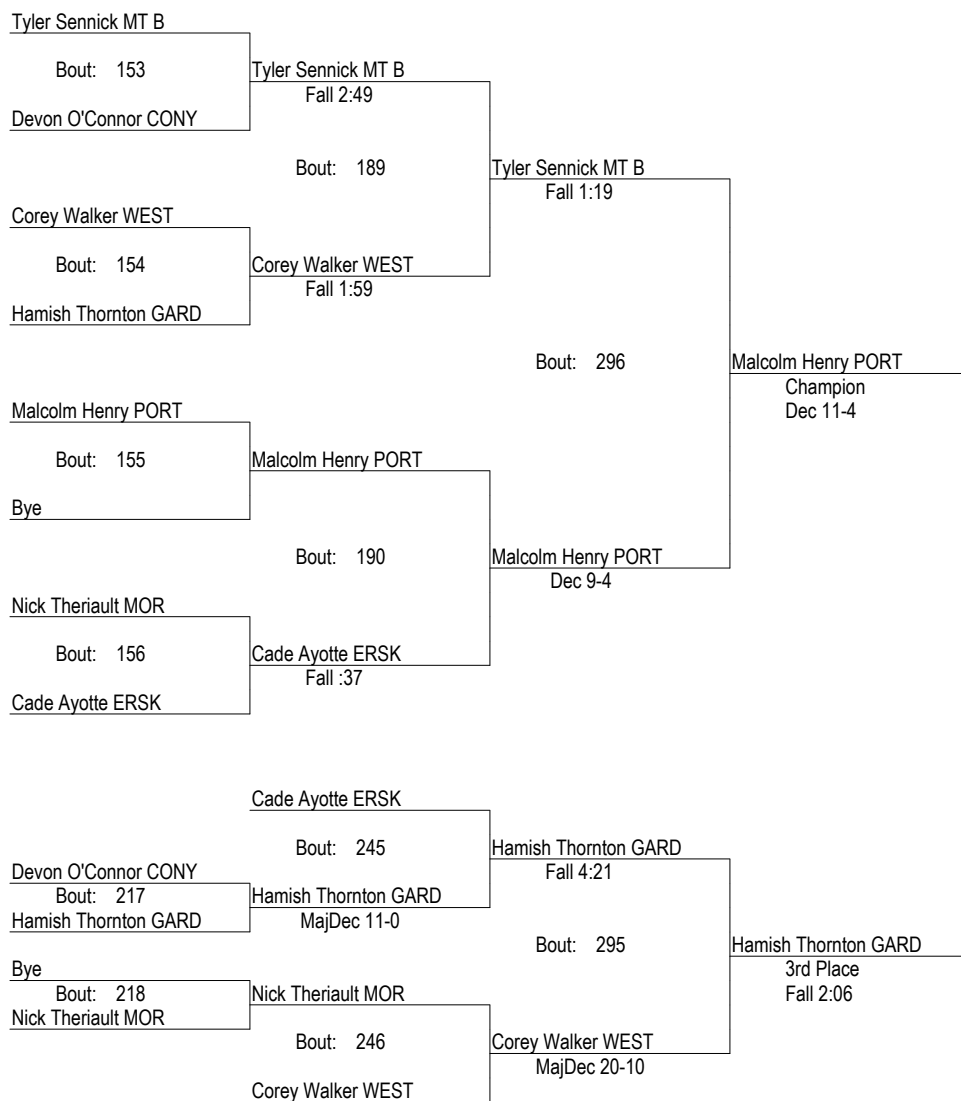 Tyler Sennick MT B
Bout: 153
Tyler Sennick MT B
Fall 2:49
Devon O'Connor CONY
Bout: 189
Tyler Sennick MT B
Fall 1:19
Corey Walker WEST
Bout: 154
Corey Walker WEST
Fall 1:59
Hamish Thornton GARD
Bout: 296
Malcolm Henry PORT
Champion
Dec 11-4
Malcolm Henry PORT
Bout: 155
Malcolm Henry PORT
Bye
Bout: 190
Malcolm Henry PORT
Dec 9-4
Nick Theriault MOR
Bout: 156
Cade Ayotte ERSK
Fall :37
Cade Ayotte ERSK
Cade Ayotte ERSK
Bout: 245
Hamish Thornton GARD
Fall 4:21
Devon O'Connor CONY
Bout: 217
Hamish Thornton GARD
Hamish Thornton GARD
MajDec 11-0
Bout: 295
Hamish Thornton GARD
3rd Place
Fall 2:06
Bye
Bout: 218
Nick Theriault MOR
Nick Theriault MOR
Bout: 246
Corey Walker WEST
MajDec 20-10
Corey Walker WEST